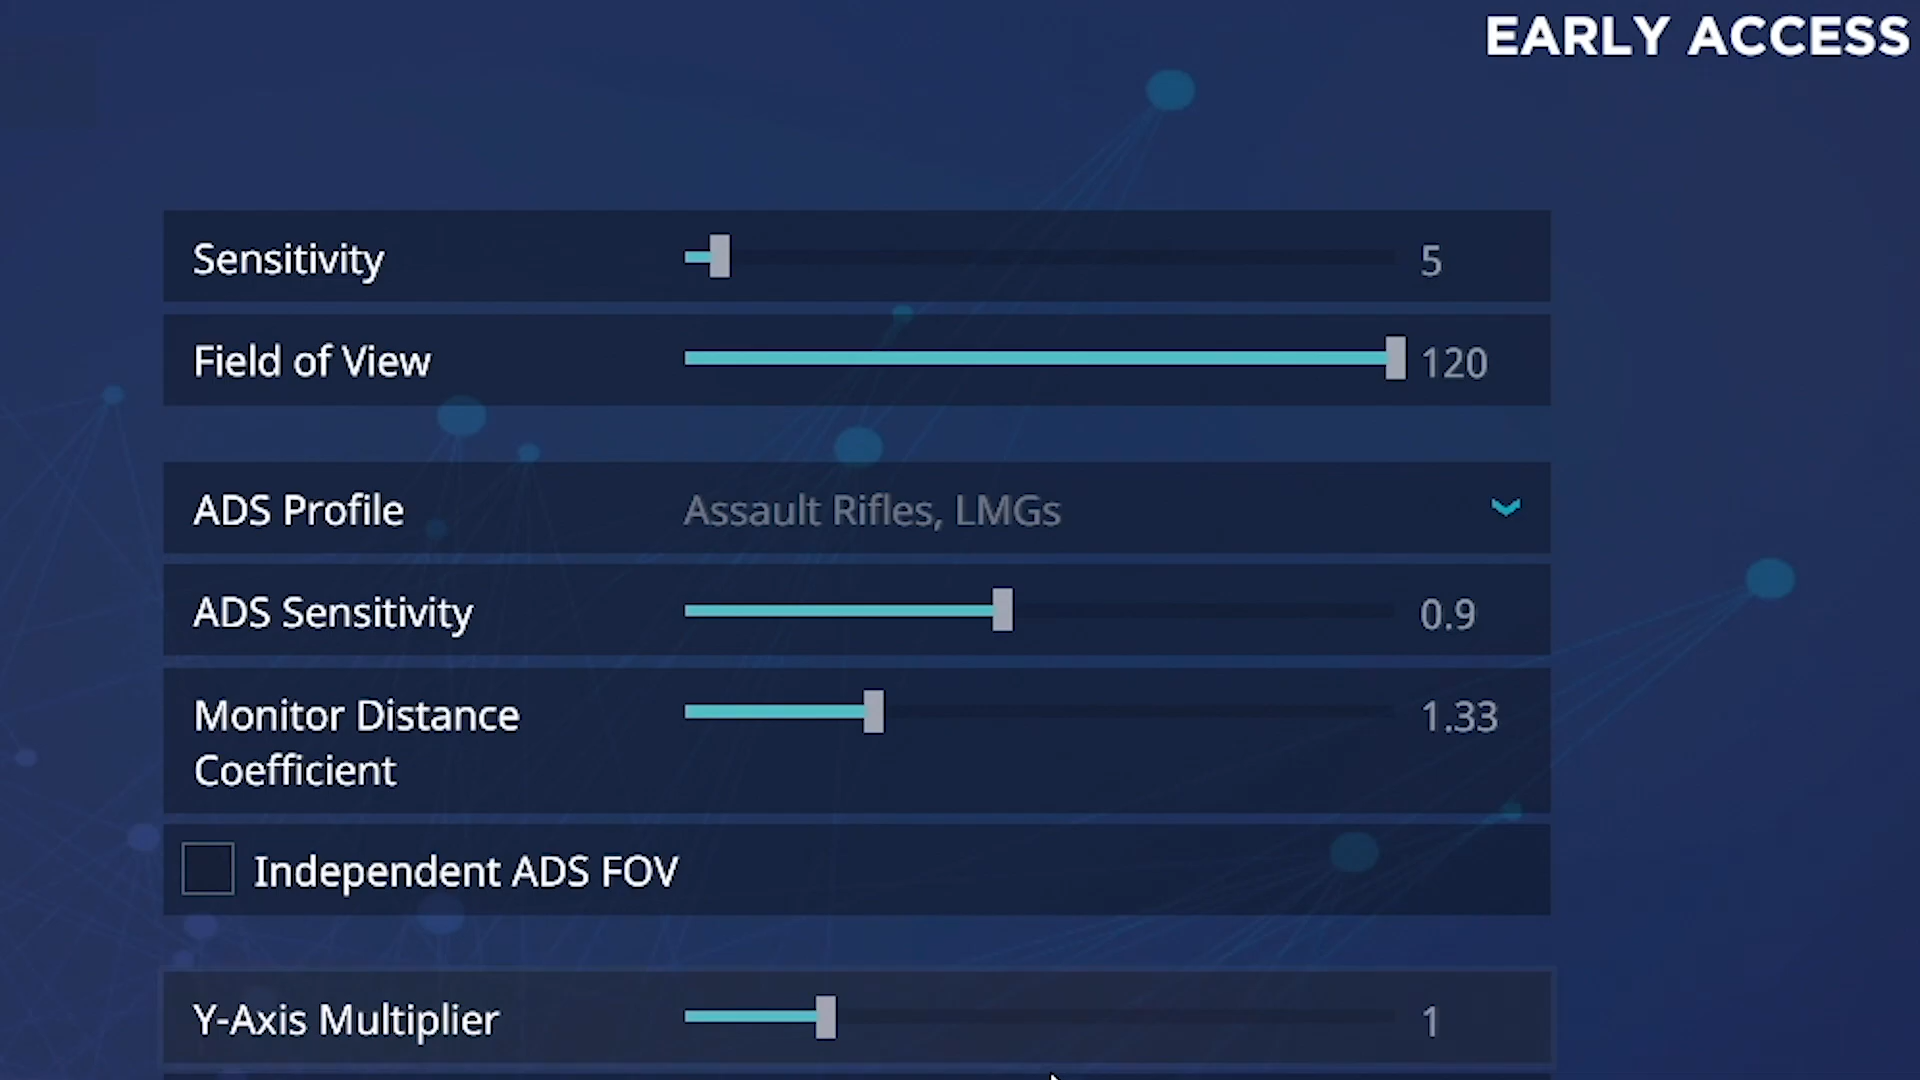 EARLY ACCESS
Sensitivity 5
Field of View 120
ADS Profile Assault Rifles, LMGs
ADS Sensitivity 0.9
Monitor Distance 1.33
Coefficient
Independent ADS FOV
Y-Axis Multiplier 1